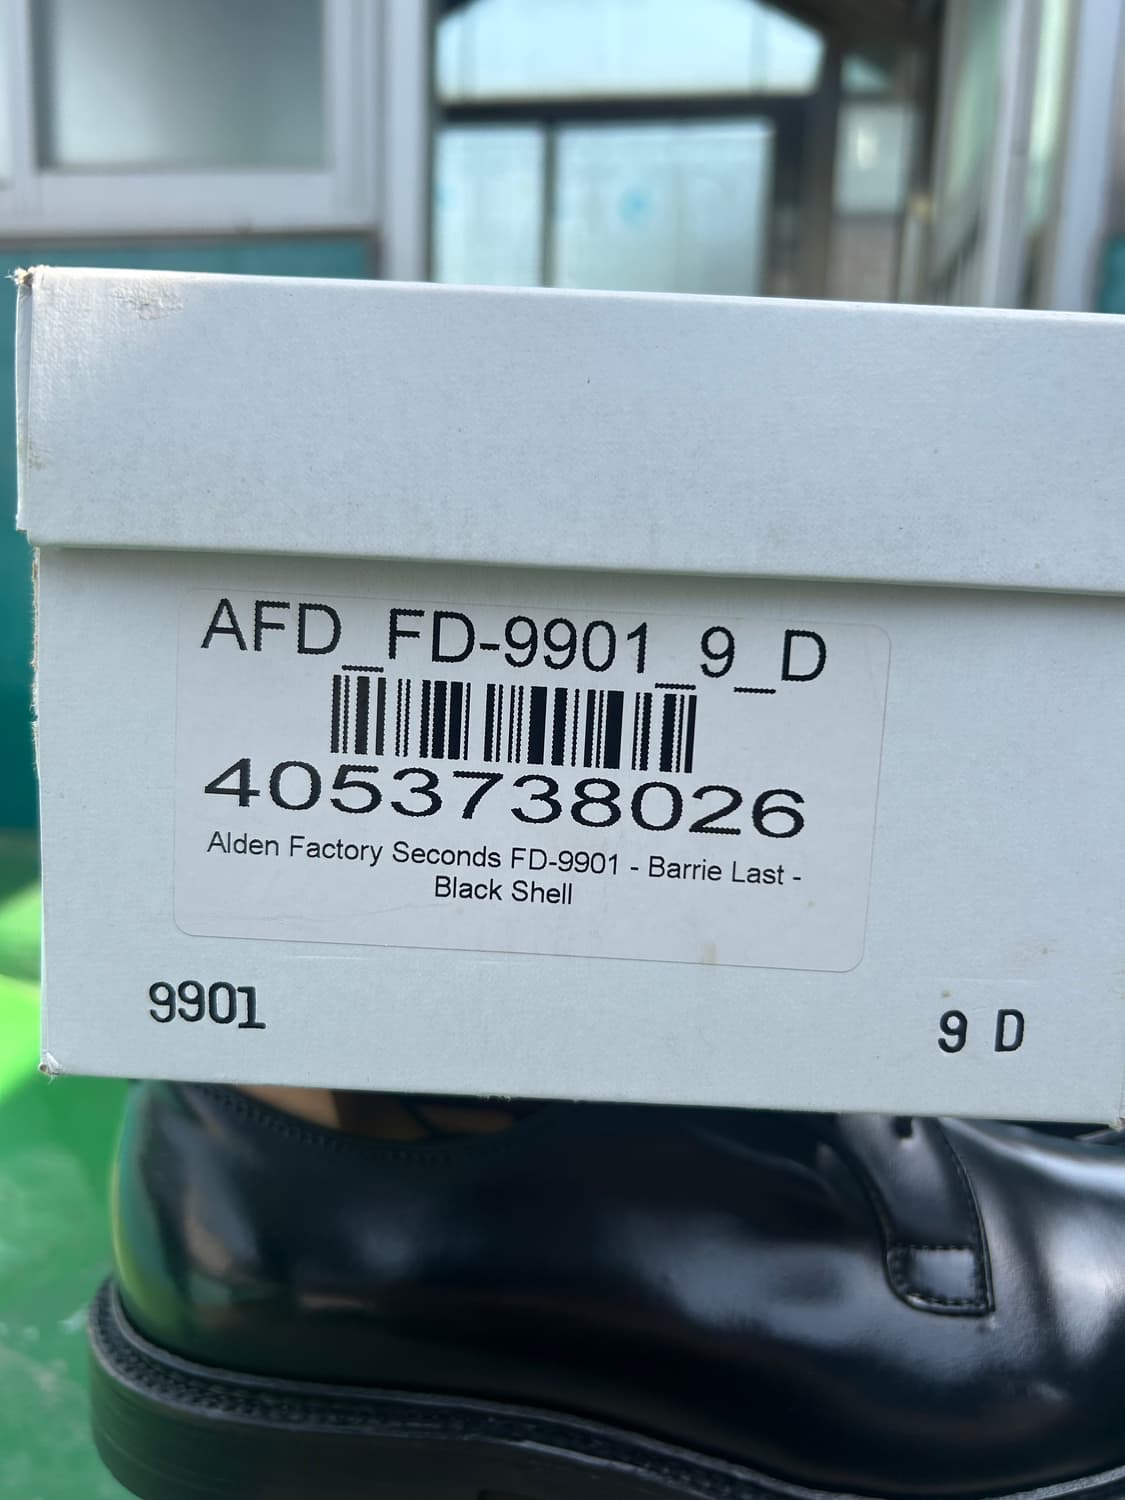 AFD_FD-9901_9_D
4053738026
Alden Factory Seconds FD-9901 - Barrie Last -
Black Shell
9901
9 D